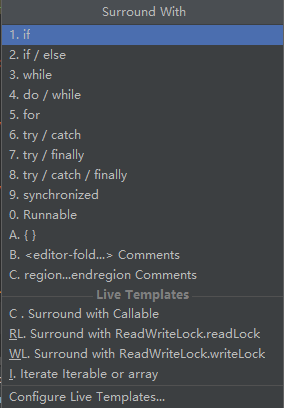 Surround With
1. if
2. if / else
3. while
4. do / while
5. for
6. try / catch
7. try / finally
8. try / catch / finally
9. synchronized
0. Runnable
A. { }
B. <editor-fold...> Comments
C. region...endregion Comments
Live Templates
C . Surround with Callable
RL. Surround with ReadWriteLock.readLock
WL. Surround with ReadWriteLock.writeLock
I. Iterate Iterable or array
Configure Live Templates...